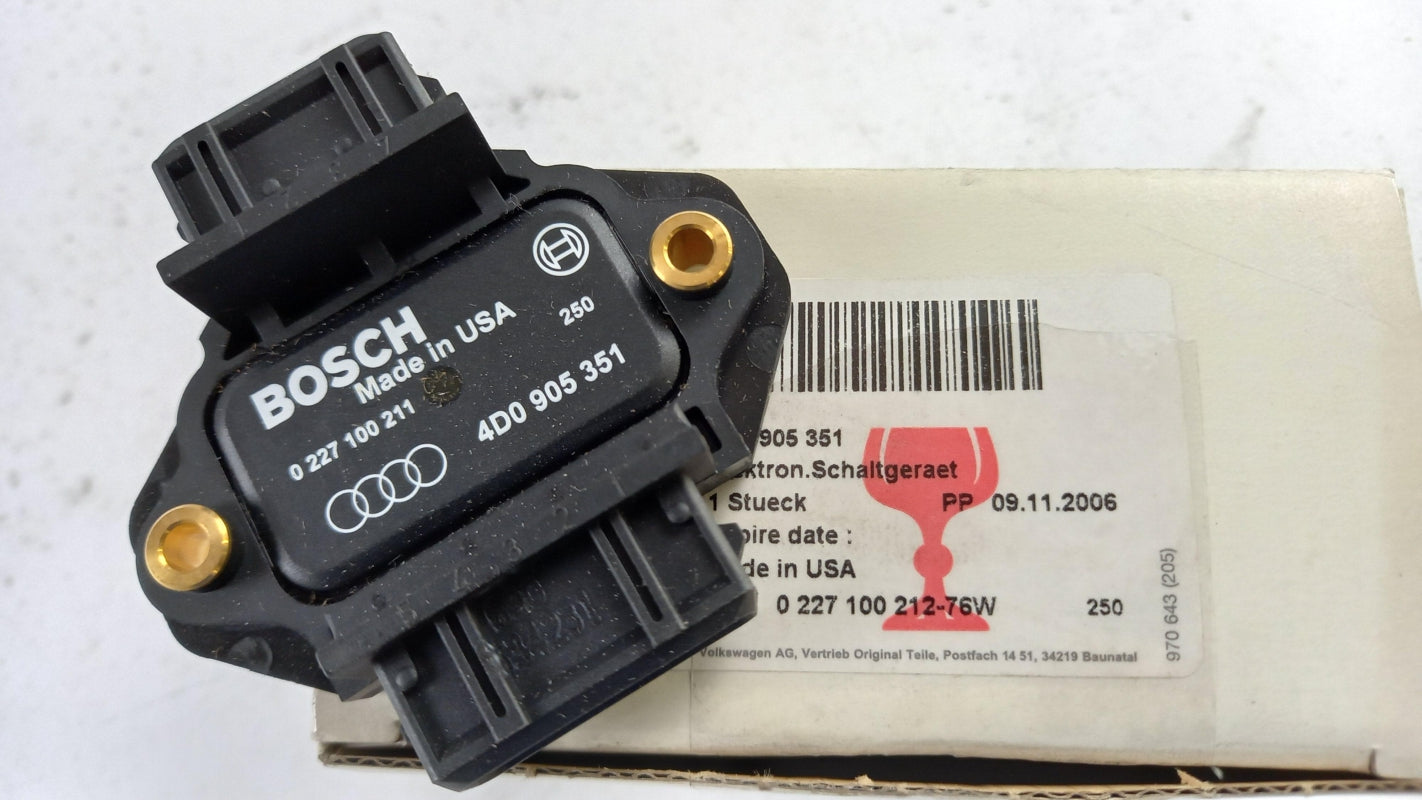 BOSCH
Made in USA
250
0 227 100 211
4D0 905 351
905 351
ktron.Schaltgeraet
1 Stueck PP 09.11.2006
pire date :
de in USA
0 227 100 212-76W 250
Volkswagen AG, Vertrieb Original Teile, Postfach 14 51, 34219 Baunatal
970 643 (205)